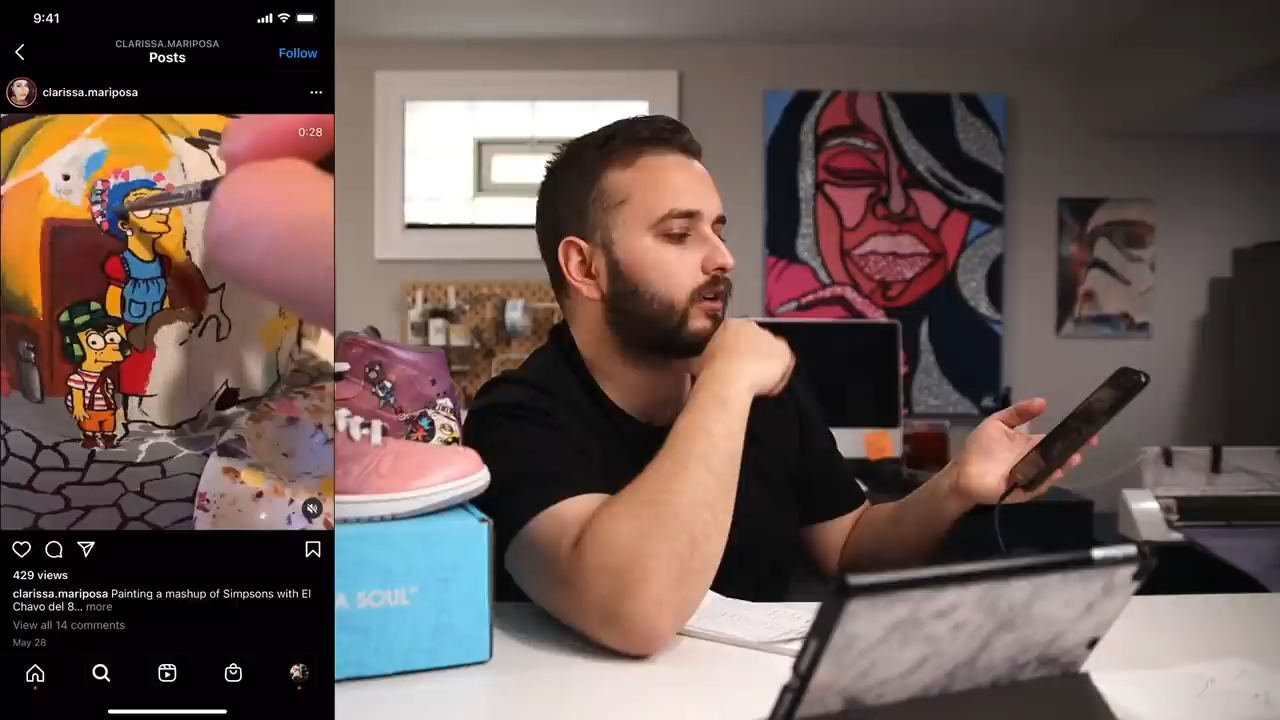 9:41
CLARISSA.MARIPOSA
Posts
Follow
clarissa.mariposa
0:28
429 views
clarissa.mariposa Painting a mashup of Simpsons with El
Chavo del 8... more
View all 14 comments
May 28
A SOUL"